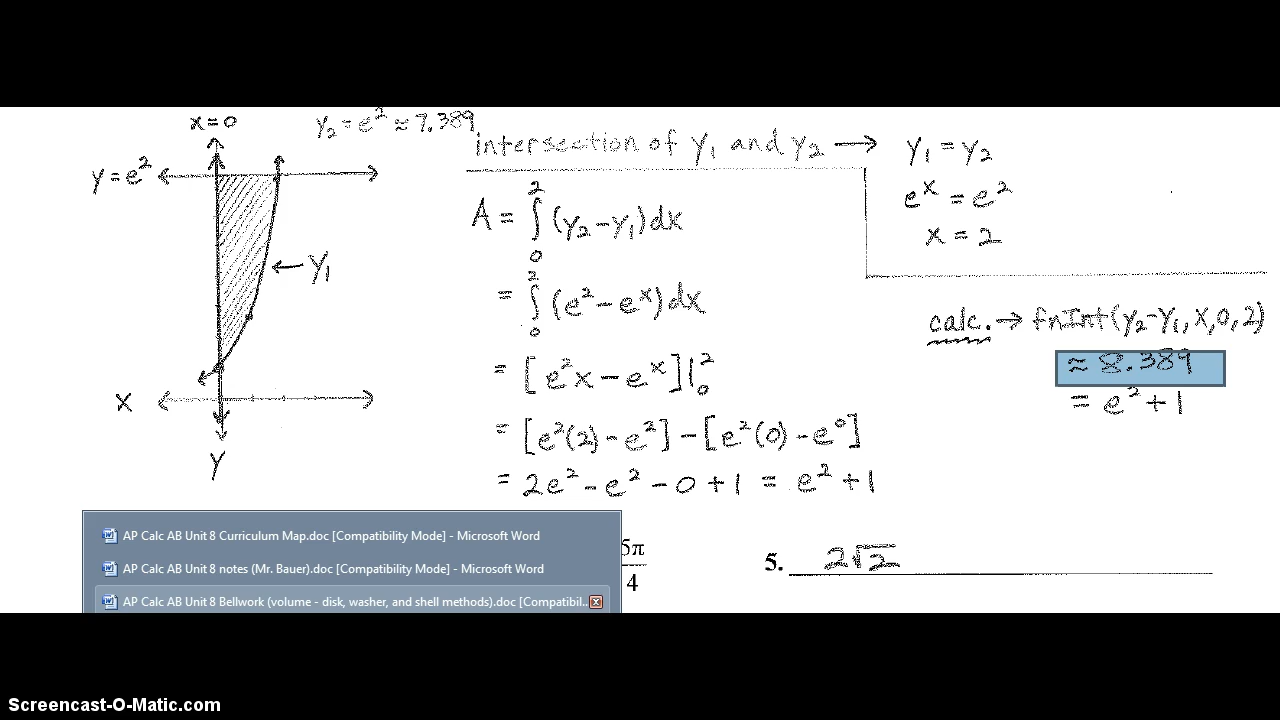 x=0
y₂ = e² ≈ 7.389
intersection of y₁ and y₂ → y₁ = y₂
y=e²
eˣ = e²
x = 2
A = ∫₀² (y₂-y₁)dx
← y₁
= ∫₀² (e²-eˣ)dx
calc. → fnInt(y₂-y₁,x,0,2)
≈ 8.389
= e²+1
= [e²x-eˣ]|₀²
x
= [e²(2)-e²]-[e²(0)-e⁰]
y
= 2e²-e²-0+1 = e²+1
AP Calc AB Unit 8 Curriculum Map.doc [Compatibility Mode] - Microsoft Word
AP Calc AB Unit 8 notes (Mr. Bauer).doc [Compatibility Mode] - Microsoft Word
AP Calc AB Unit 8 Bellwork (volume - disk, washer, and shell methods).doc [Compatibil...
5π/4
5. 2√2
Screencast-O-Matic.com